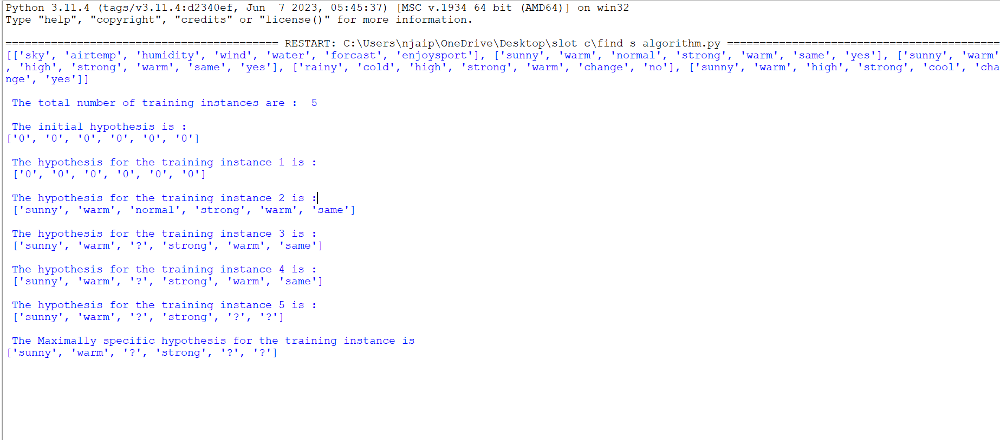 Python 3.11.4 (tags/v3.11.4:d2340ef, Jun  7 2023, 05:45:37) [MSC v.1934 64 bit (AMD64)] on win32
Type "help", "copyright", "credits" or "license()" for more information.
========================================== RESTART: C:\Users\njaip\OneDrive\Desktop\slot c\find s algorithm.py ==========================================
[['sky', 'airtemp', 'humidity', 'wind', 'water', 'forcast', 'enjoysport'], ['sunny', 'warm', 'normal', 'strong', 'warm', 'same', 'yes'], ['sunny', 'warm'
, 'high', 'strong', 'warm', 'same', 'yes'], ['rainy', 'cold', 'high', 'strong', 'warm', 'change', 'no'], ['sunny', 'warm', 'high', 'strong', 'cool', 'cha
nge', 'yes']]
The total number of training instances are :  5
The initial hypothesis is :
['0', '0', '0', '0', '0', '0']
The hypothesis for the training instance 1 is :
['0', '0', '0', '0', '0', '0']
The hypothesis for the training instance 2 is :
['sunny', 'warm', 'normal', 'strong', 'warm', 'same']
The hypothesis for the training instance 3 is :
['sunny', 'warm', '?', 'strong', 'warm', 'same']
The hypothesis for the training instance 4 is :
['sunny', 'warm', '?', 'strong', 'warm', 'same']
The hypothesis for the training instance 5 is :
['sunny', 'warm', '?', 'strong', '?', '?']
The Maximally specific hypothesis for the training instance is
['sunny', 'warm', '?', 'strong', '?', '?']